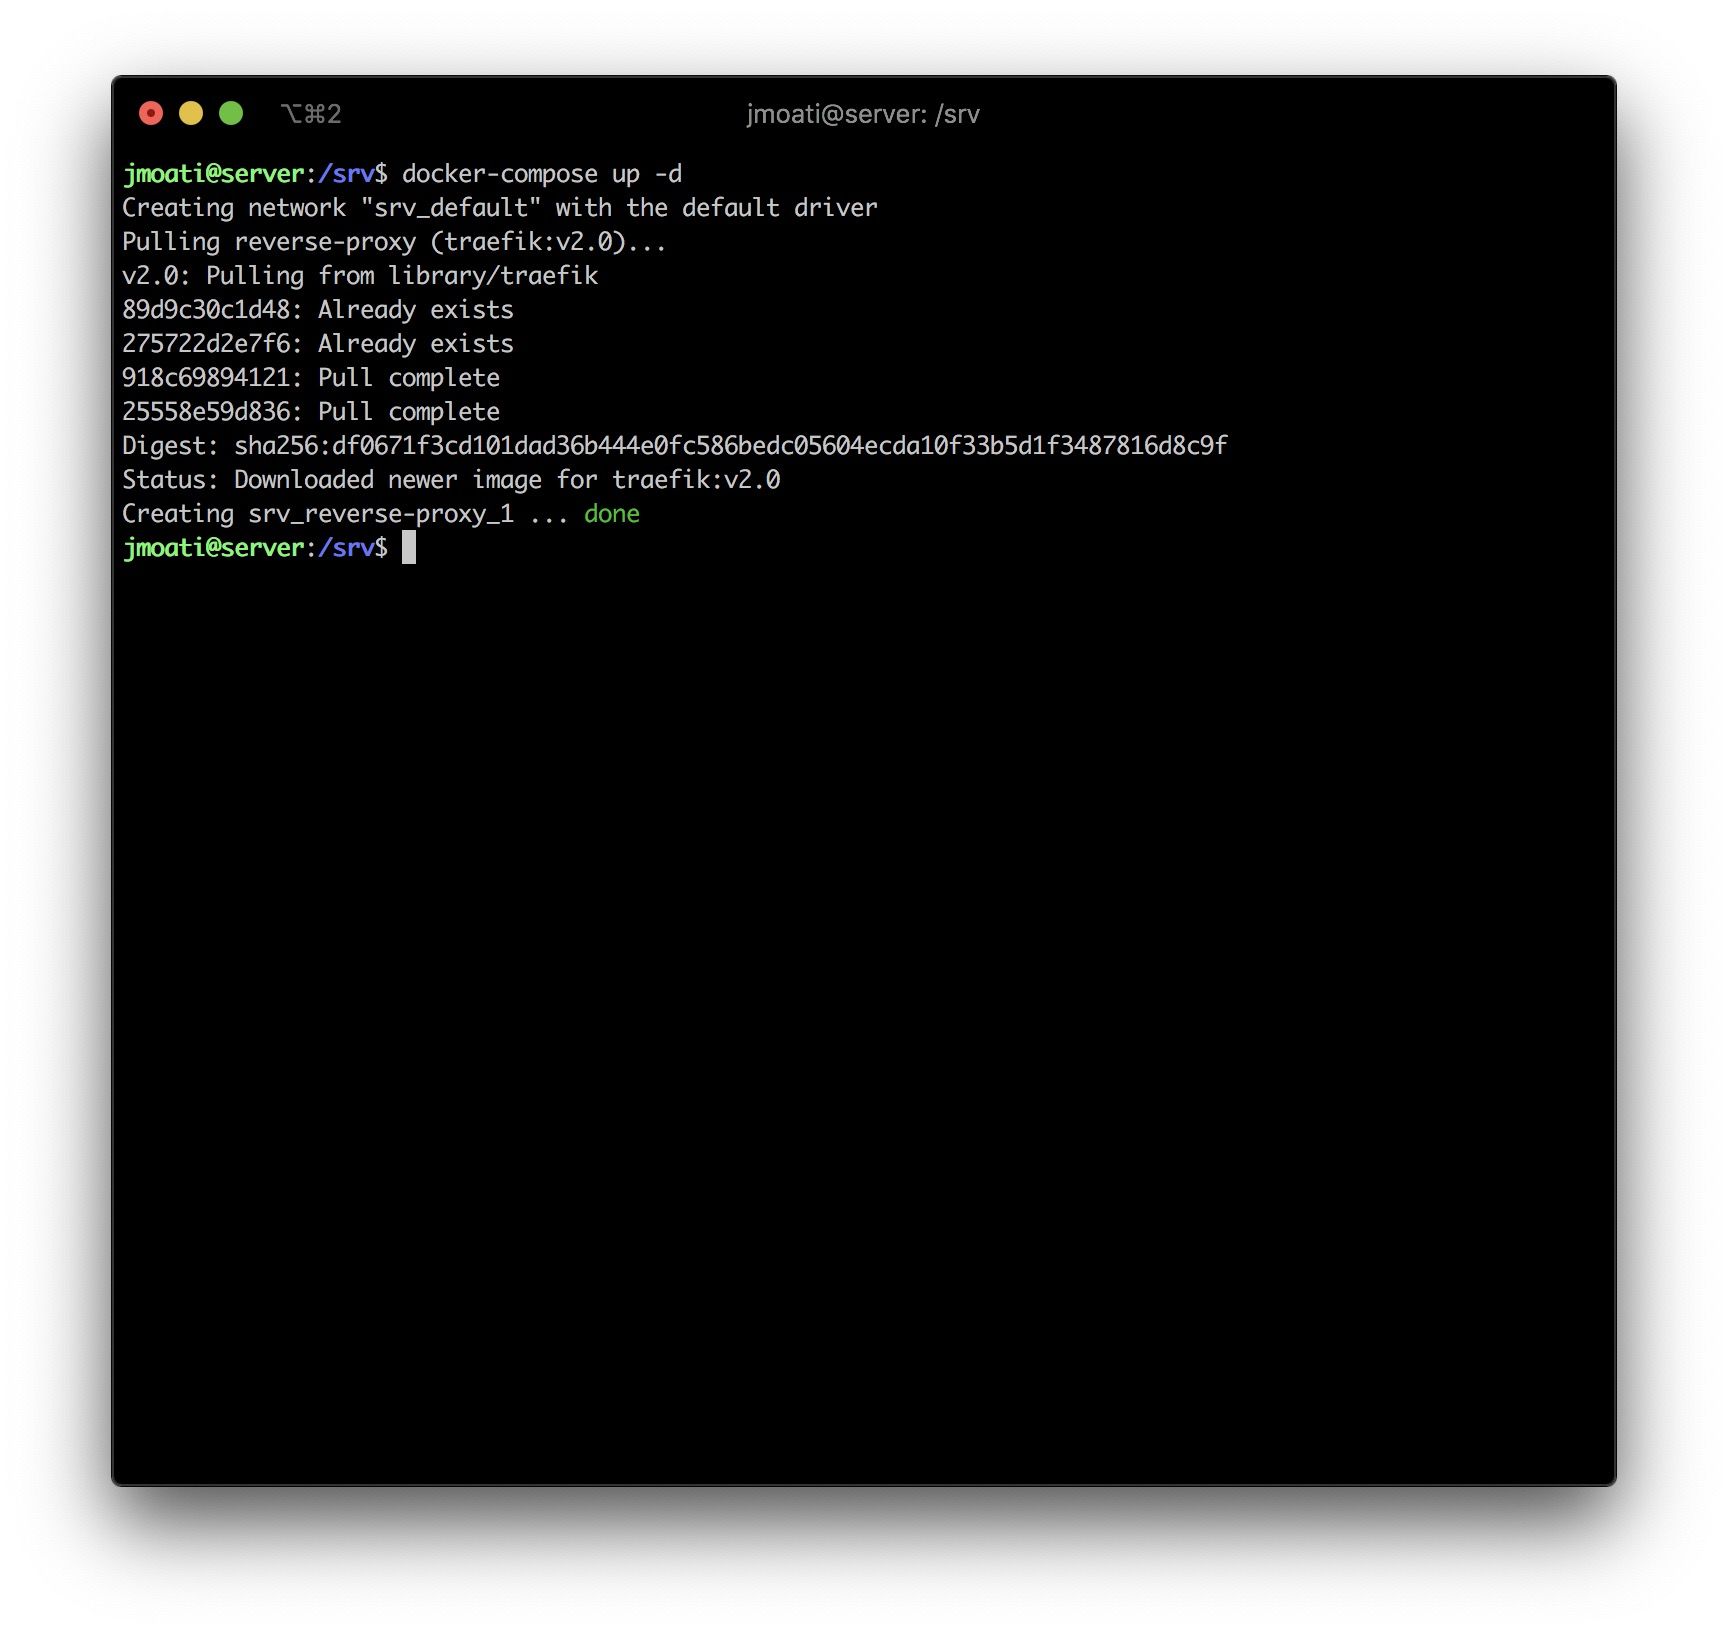 ⌥⌘2
jmoati@server: /srv
jmoati@server:/srv$ docker-compose up -d
Creating network "srv_default" with the default driver
Pulling reverse-proxy (traefik:v2.0)...
v2.0: Pulling from library/traefik
89d9c30c1d48: Already exists
275722d2e7f6: Already exists
918c69894121: Pull complete
25558e59d836: Pull complete
Digest: sha256:df0671f3cd101dad36b444e0fc586bedc05604ecda10f33b5d1f3487816d8c9f
Status: Downloaded newer image for traefik:v2.0
Creating srv_reverse-proxy_1 ... done
jmoati@server:/srv$